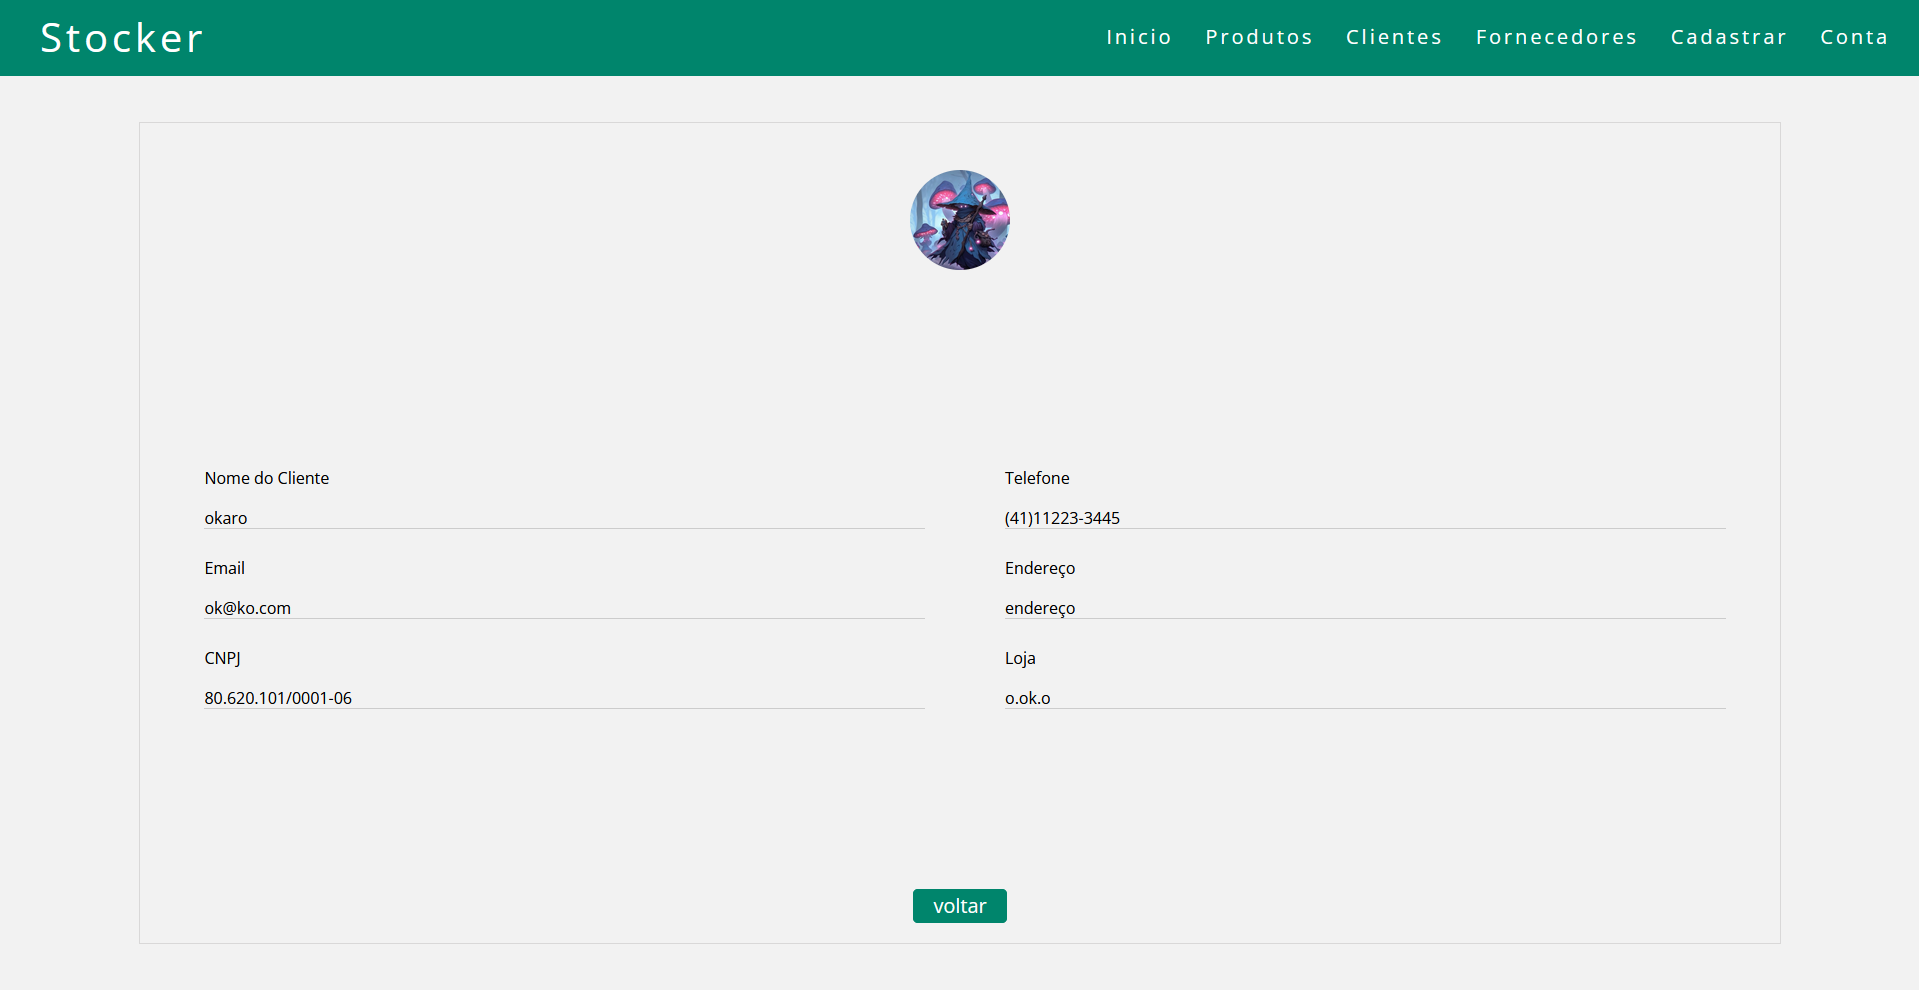 Stocker
Inicio Produtos Clientes Fornecedores Cadastrar Conta
Nome do Cliente
Telefone
okaro
(41)11223-3445
Email
Endereço
ok@ko.com
endereço
CNPJ
Loja
80.620.101/0001-06
o.ok.o
voltar